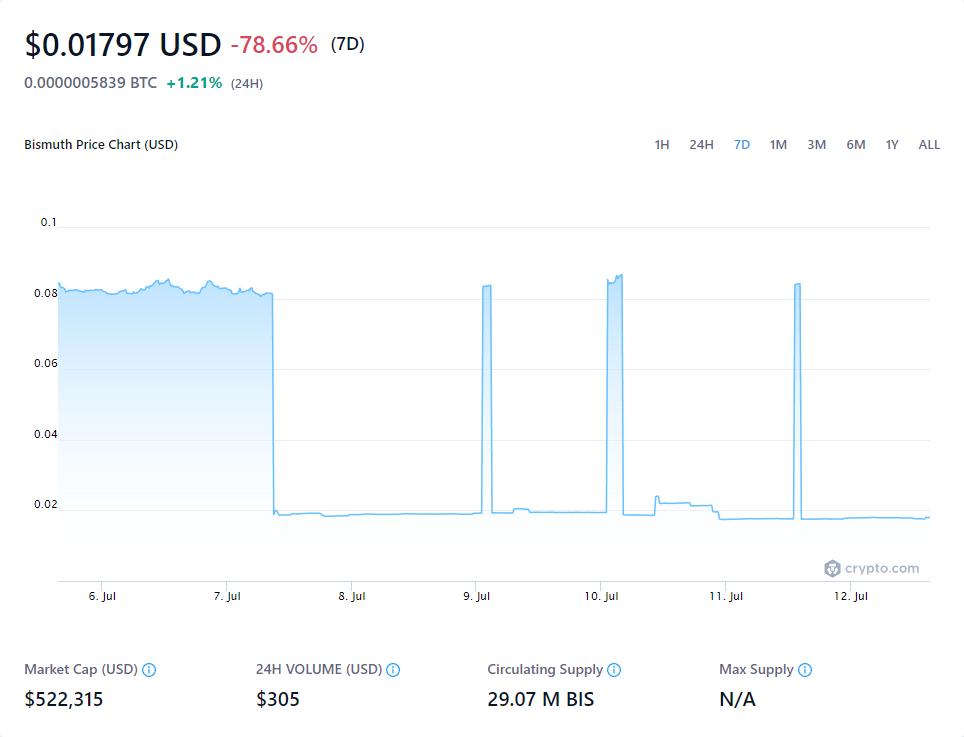 $0.01797 USD -78.66% (7D)
0.0000005839 BTC +1.21% (24H)
Bismuth Price Chart (USD) 1H 24H 7D 1M 3M 6M 1Y ALL
0.1
0.08
0.06
0.04
0.02
crypto.com
6. Jul 7. Jul 8. Jul 9. Jul 10. Jul 11. Jul 12. Jul
Market Cap (USD) 24H VOLUME (USD) Circulating Supply Max Supply
$522,315 $305 29.07 M BIS N/A